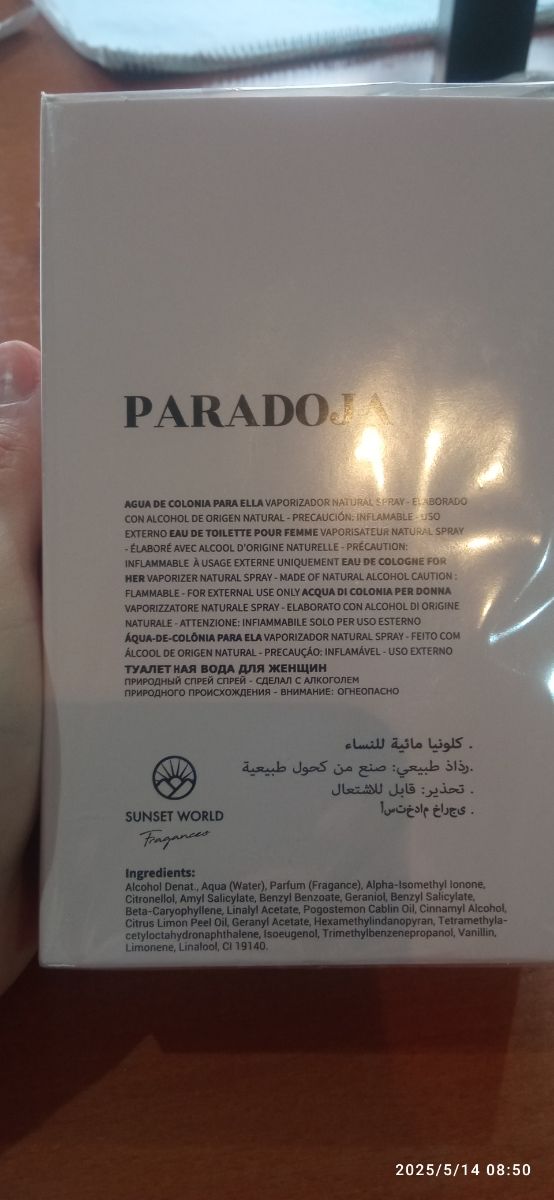 PARADOJA
AGUA DE COLONIA PARA ELLA VAPORIZADOR NATURAL SPRAY - ELABORADO
CON ALCOHOL DE ORIGEN NATURAL - PRECAUCIÓN: INFLAMABLE - USO
EXTERNO EAU DE TOILETTE POUR FEMME VAPORISATEUR NATURAL SPRAY
- ÉLABORÉ AVEC ALCOOL D'ORIGINE NATURELLE - PRÉCAUTION:
INFLAMMABLE À USAGE EXTERNE UNIQUEMENT EAU DE COLOGNE FOR
HER VAPORIZER NATURAL SPRAY - MADE OF NATURAL ALCOHOL CAUTION :
FLAMMABLE - FOR EXTERNAL USE ONLY ACQUA DI COLONIA PER DONNA
VAPORIZZATORE NATURALE SPRAY - ELABORATO CON ALCOHOL DI ORIGINE
NATURALE - ATTENZIONE: INFIAMMABILE SOLO PER USO ESTERNO
ÁQUA-DE-COLÔNIA PARA ELA VAPORIZADOR NATURAL SPRAY - FEITO COM
ÁLCOOL DE ORIGEN NATURAL - PRECAUÇÁO: INFLAMÁVEL - USO EXTERNO
ТУАЛЕТНАЯ ВОДА ДЛЯ ЖЕНЩИН
ПРИРОДНЫЙ СПРЕЙ СПРЕЙ - СДЕЛАЛ С АЛКОГОЛЕМ
ПРИРОДНОГО ПРОИСХОЖДЕНИЯ - ВНИМАНИЕ: ОГНЕОПАСНО
. كلونيا مائية للنساء
.رذاذ طبيعي: صنع من كحول طبيعية
. تحذير: قابل للاشتعال
. يجراخ مادختسأ
SUNSET WORLD
Fragances
Ingredients:
Alcohol Denat., Aqua (Water), Parfum (Fragance), Alpha-Isomethyl Ionone,
Citronellol, Amyl Salicylate, Benzyl Benzoate, Geraniol, Benzyl Salicylate,
Beta-Caryophyllene, Linalyl Acetate, Pogostemon Cablin Oil, Cinnamyl Alcohol,
Citrus Limon Peel Oil, Geranyl Acetate, Hexamethylindanopyran, Tetramethyla-
cetyloctahydronaphthalene, Isoeugenol, Trimethylbenzenepropanol, Vanillin,
Limonene, Linalool, CI 19140.
2025/5/14 08:50